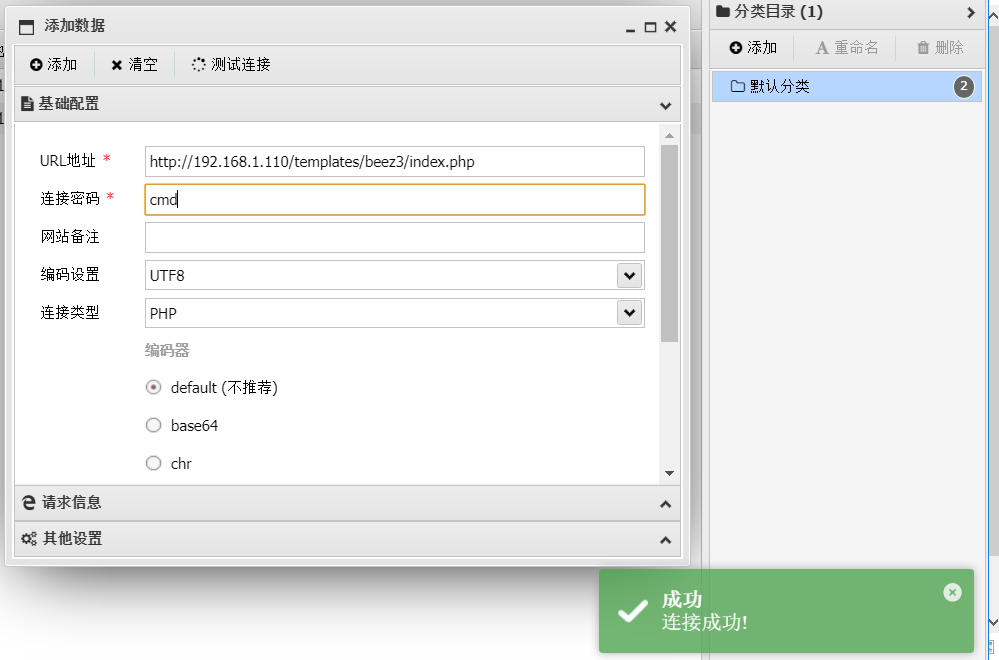 添加数据
添加 清空 测试连接
基础配置
URL地址 *
http://192.168.1.110/templates/beez3/index.php
连接密码 *
cmd
网站备注
编码设置
UTF8
连接类型
PHP
编码器
default (不推荐)
base64
chr
请求信息
其他设置
分类目录 (1)
添加 重命名 删除
默认分类 2
成功
连接成功!